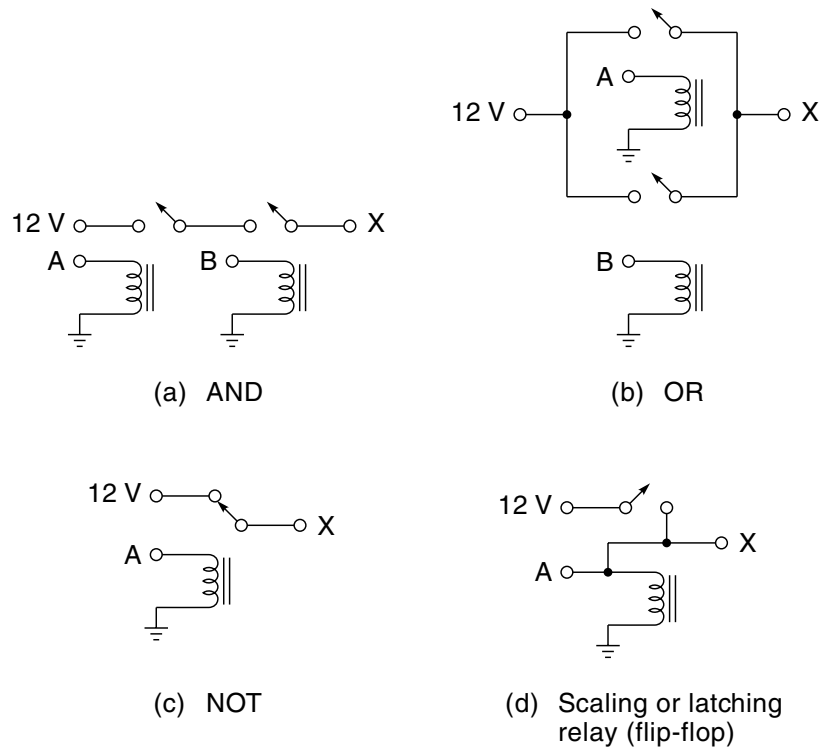 12 V
X
A
B
(a) AND
12 V
A
X
B
(b) OR
12 V
X
A
(c) NOT
12 V
X
A
(d) Scaling or latching
relay (flip-flop)